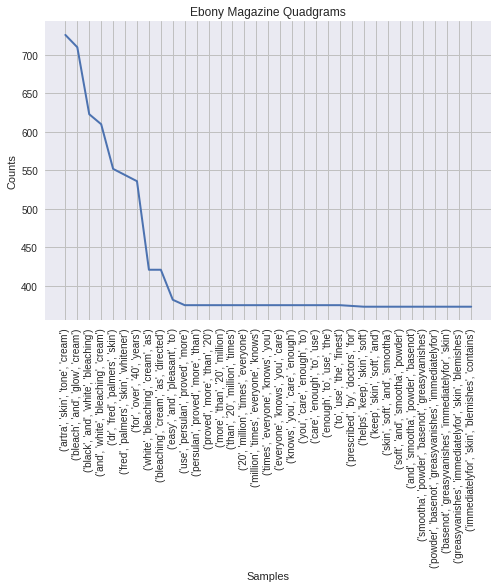 Ebony Magazine Quadgrams
Counts
700
650
600
550
500
450
400
('artra', 'skin', 'tone', 'cream')
('bleach', 'and', 'glow', 'cream')
('black', 'and', 'white', 'bleaching')
('and', 'white', 'bleaching', 'cream')
('dr', 'fred', 'palmers', 'skin')
('fred', 'palmers', 'skin', 'whitener')
('for', 'over', '40', 'years')
('white', 'bleaching', 'cream', 'as')
('bleaching', 'cream', 'as', 'directed')
('easy', 'and', 'pleasant', 'to')
('use', 'persulan', 'proved', 'more')
('persulan', 'proved', 'more', 'than')
('proved', 'more', 'than', '20')
('more', 'than', '20', 'million')
('than', '20', 'million', 'times')
('20', 'million', 'times', 'everyone')
('million', 'times', 'everyone', 'knows')
('times', 'everyone', 'knows', 'you')
('everyone', 'knows', 'you', 'care')
('knows', 'you', 'care', 'enough')
('you', 'care', 'enough', 'to')
('care', 'enough', 'to', 'use')
('enough', 'to', 'use', 'the')
('to', 'use', 'the', 'finest')
('prescribed', 'by', 'doctors', 'for')
('helps', 'keep', 'skin', 'soft')
('keep', 'skin', 'soft', 'and')
('skin', 'soft', 'and', 'smootha')
('soft', 'and', 'smootha', 'powder')
('and', 'smootha', 'powder', 'basenot')
('smootha', 'powder', 'basenot', 'greasyvanishes')
('powder', 'basenot', 'greasyvanishes', 'immediatelyfor')
('basenot', 'greasyvanishes', 'immediatelyfor', 'skin')
('greasyvanishes', 'immediatelyfor', 'skin', 'blemishes')
('immediatelyfor', 'skin', 'blemishes', 'contains')
Samples